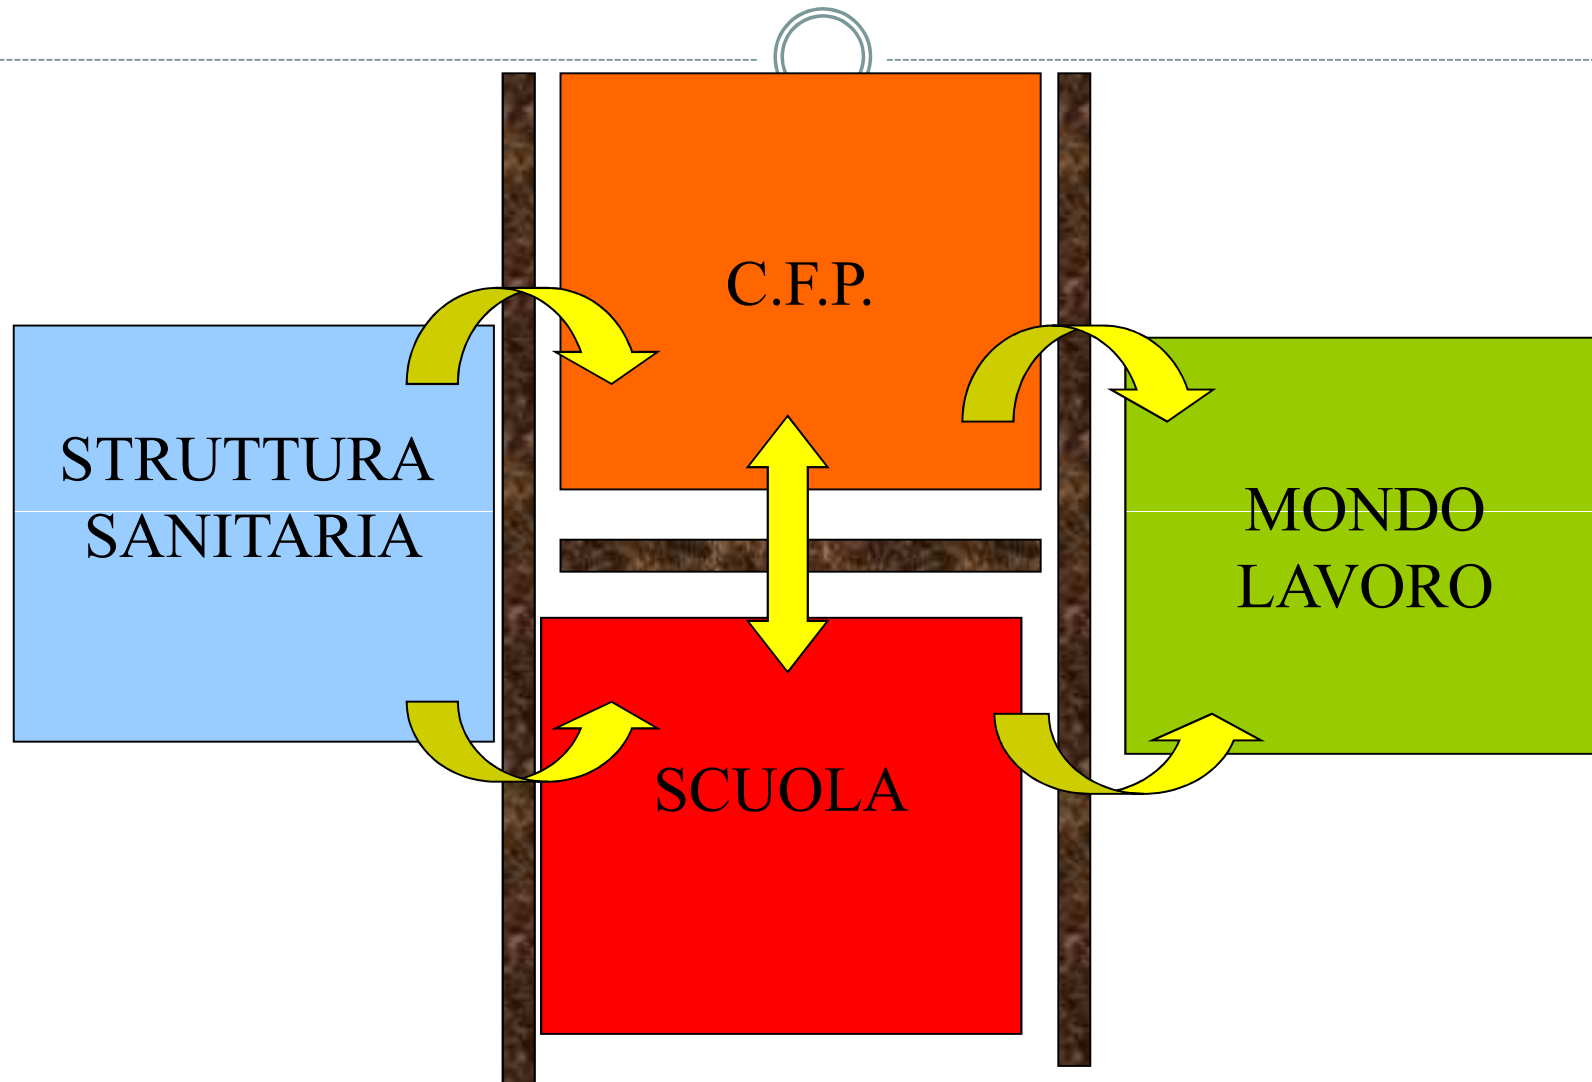 C.F.P.
STRUTTURA
SANITARIA
MONDO
LAVORO
SCUOLA